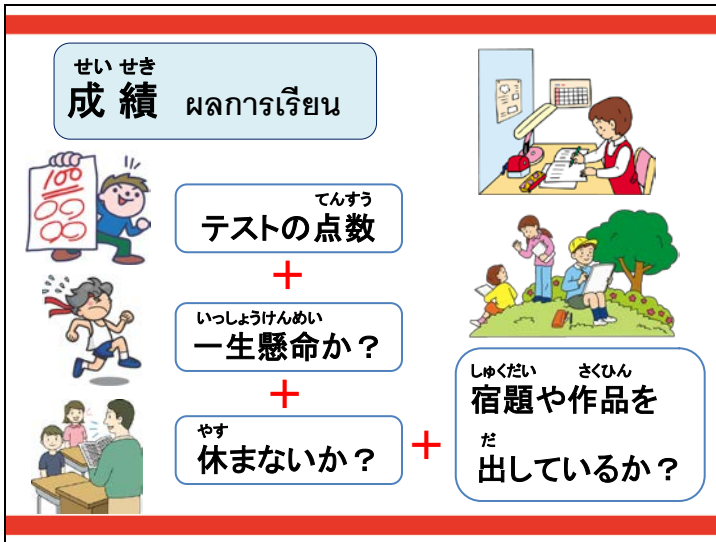 せい せき
成 績 ผลการเรียน
100
てんすう
テストの点数
+
いっしょうけんめい
一生懸命か？
+
やす
休まないか？
+
しゅくだい さくひん
宿題や作品を
だ
出しているか？